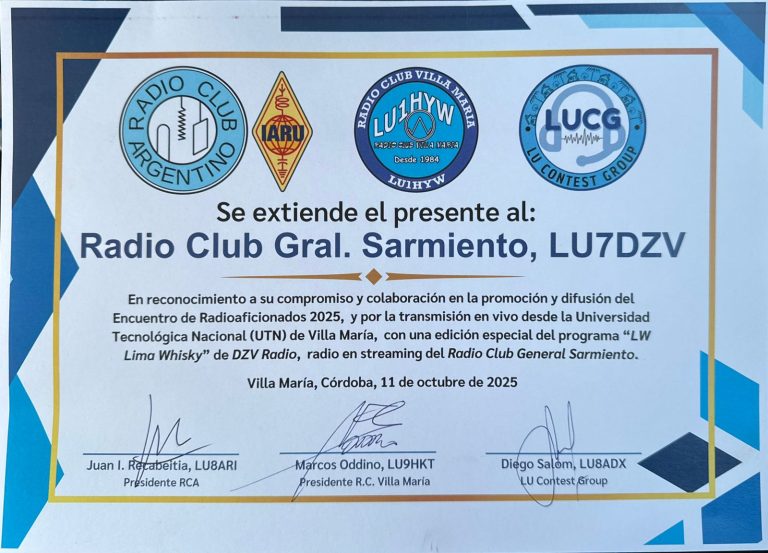 RADIO CLUB
ARGENTINO
IARU
RADIO CLUB VILLA MARIA
LU1HYW
RADIO CLUB VILLA MARIA
Desde 1984
LU1HYW
LUCG
LU CONTEST GROUP
Se extiende el presente al:
Radio Club Gral. Sarmiento, LU7DZV
En reconocimiento a su compromiso y colaboración en la promoción y difusión del
Encuentro de Radioaficionados 2025, y por la transmisión en vivo desde la Universidad
Tecnológica Nacional (UTN) de Villa María, con una edición especial del programa “LW
Lima Whisky” de DZV Radio, radio en streaming del Radio Club General Sarmiento.
Villa María, Córdoba, 11 de octubre de 2025
Juan I. Recabeitia, LU8ARI
Presidente RCA
Marcos Oddino, LU9HKT
Presidente R.C. Villa María
Diego Salom, LU8ADX
LU Contest Group